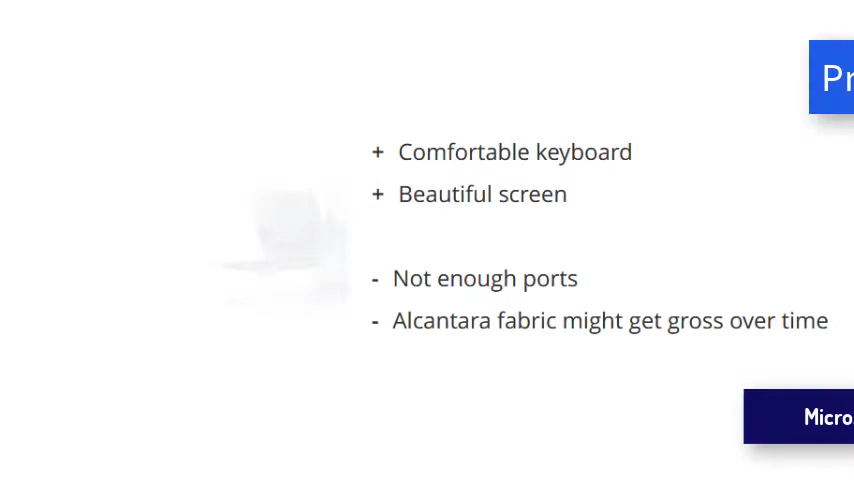 Pr
+ Comfortable keyboard
+ Beautiful screen
- Not enough ports
- Alcantara fabric might get gross over time
Micro